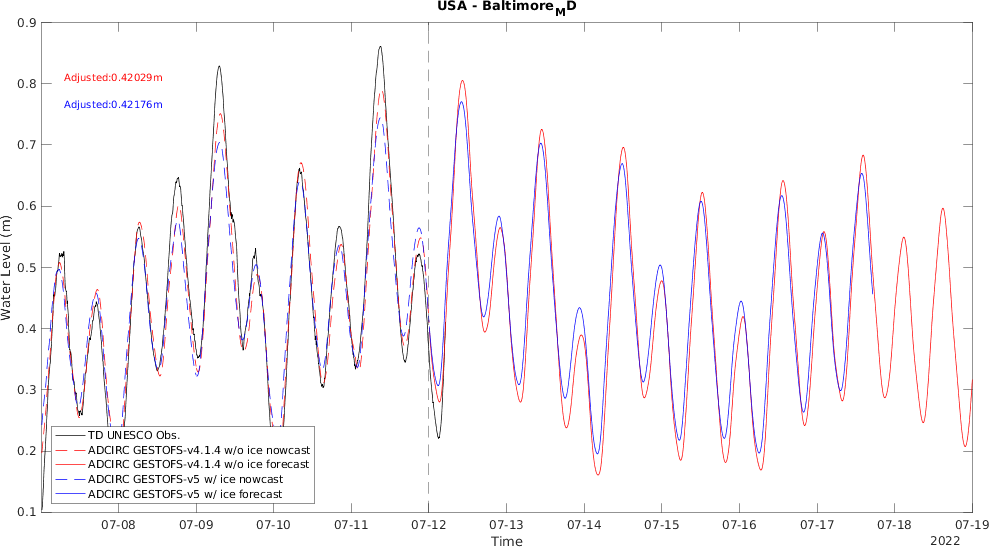 USA - Baltimore_MD
0.9
0.8
0.7
0.6
0.5
0.4
0.3
0.2
0.1
Water Level (m)
Adjusted:0.42029m
Adjusted:0.42176m
TD UNESCO Obs.
ADCIRC GESTOFS-v4.1.4 w/o ice nowcast
ADCIRC GESTOFS-v4.1.4 w/o ice forecast
ADCIRC GESTOFS-v5 w/ ice nowcast
ADCIRC GESTOFS-v5 w/ ice forecast
07-08 07-09 07-10 07-11 07-12 07-13 07-14 07-15 07-16 07-17 07-18 07-19
Time
2022